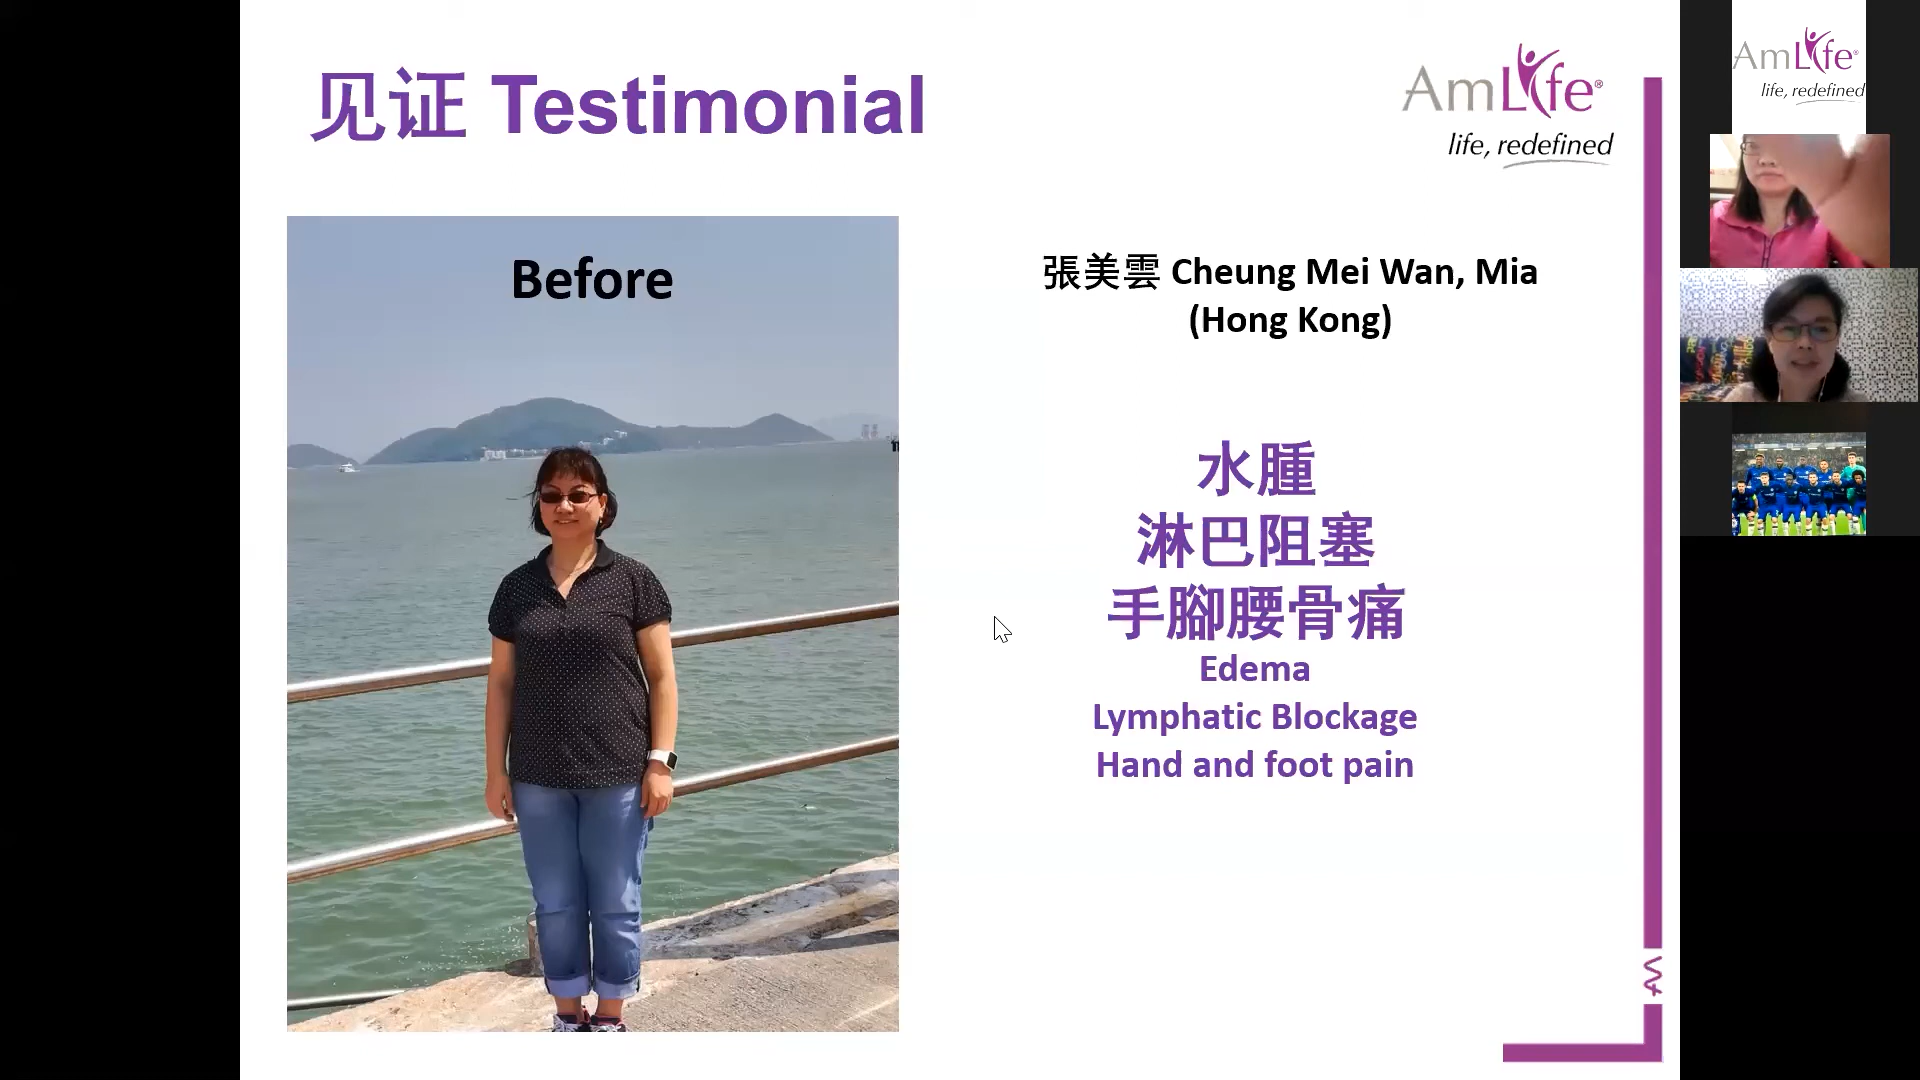 见证 Testimonial
AmLife®
life, redefined
Before
張美雲 Cheung Mei Wan, Mia
(Hong Kong)
水腫
淋巴阻塞
手腳腰骨痛
Edema
Lymphatic Blockage
Hand and foot pain
AmLife®
life, redefined